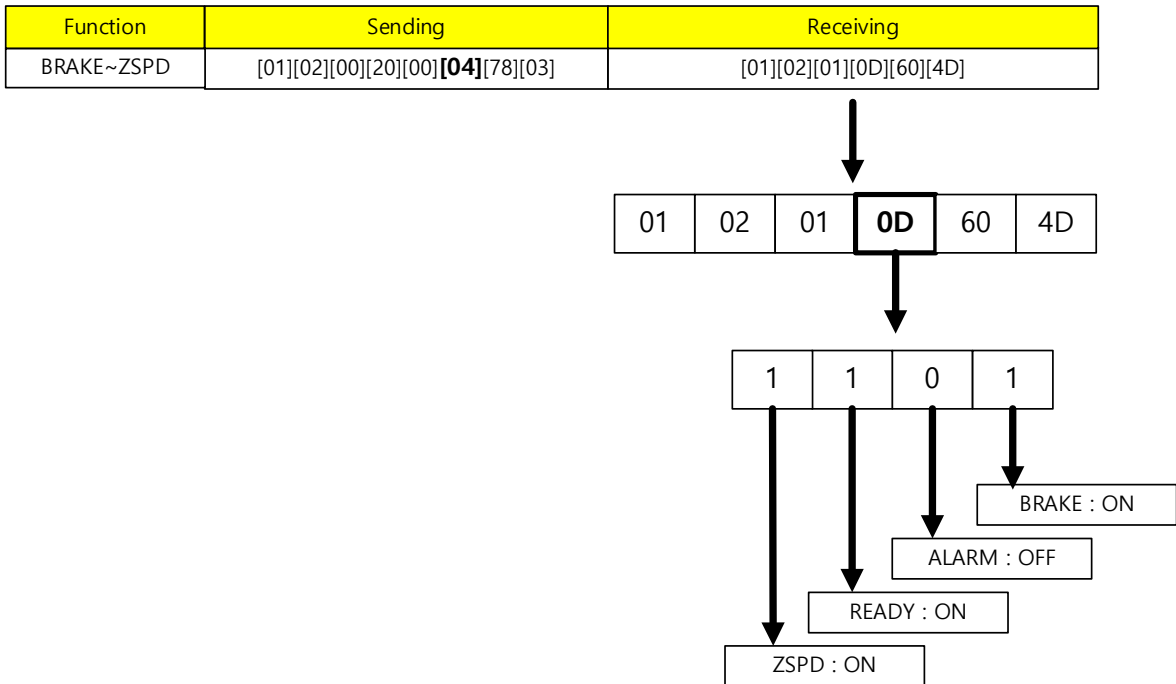 Function Sending Receiving
BRAKE~ZSPD [01][02][00][20][00][04][78][03] [01][02][01][0D][60][4D]
01 02 01 0D 60 4D
1 1 0 1
BRAKE : ON
ALARM : OFF
READY : ON
ZSPD : ON